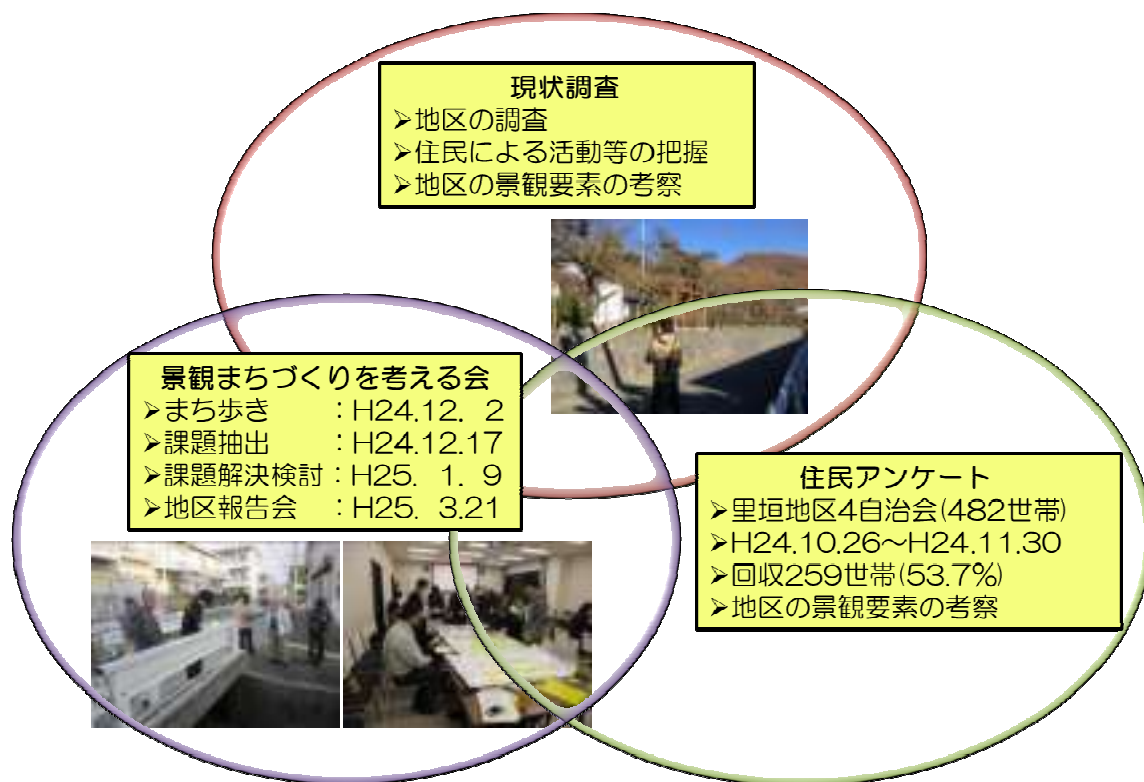 現状調査
➢地区の調査
➢住民による活動等の把握
➢地区の景観要素の考察
景観まちづくりを考える会
➢まち歩き　　：H24.12. 2
➢課題抽出　　：H24.12.17
➢課題解決検討：H25. 1. 9
➢地区報告会　：H25. 3.21
住民アンケート
➢里垣地区4自治会(482世帯)
➢H24.10.26～H24.11.30
➢回収259世帯(53.7%)
➢地区の景観要素の考察